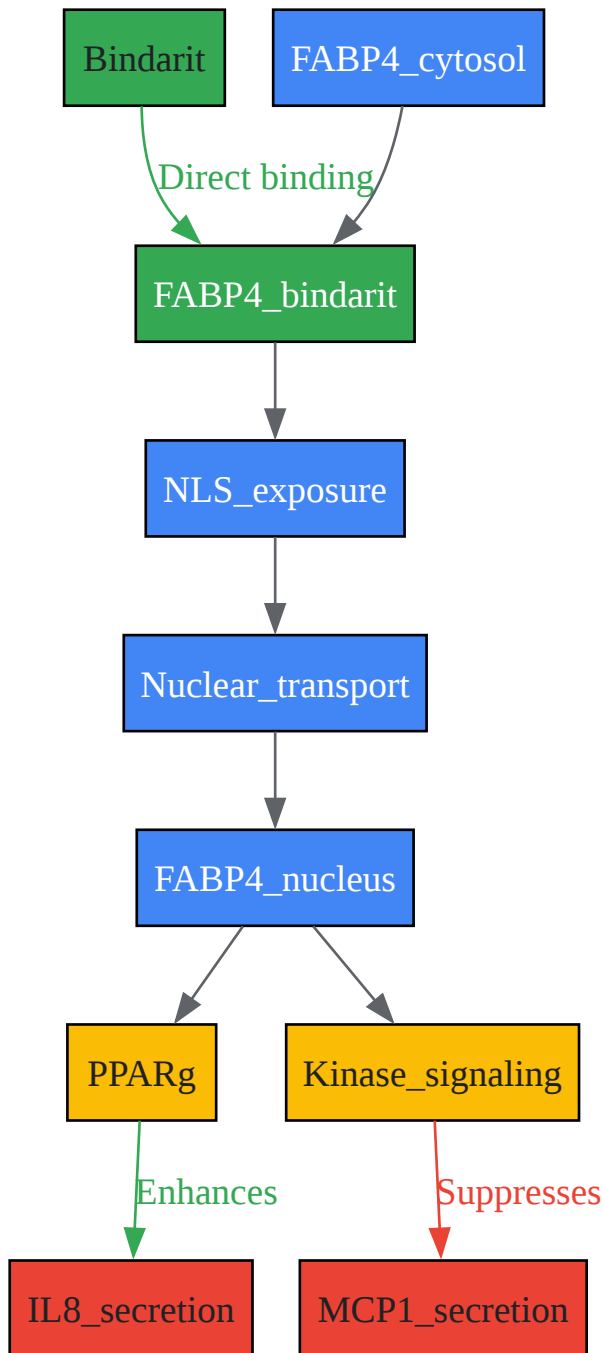 Bindarit
FABP4_cytosol
Direct binding
FABP4_bindarit
NLS_exposure
Nuclear_transport
FABP4_nucleus
PPARg
Kinase_signaling
Enhances
Suppresses
IL8_secretion
MCP1_secretion